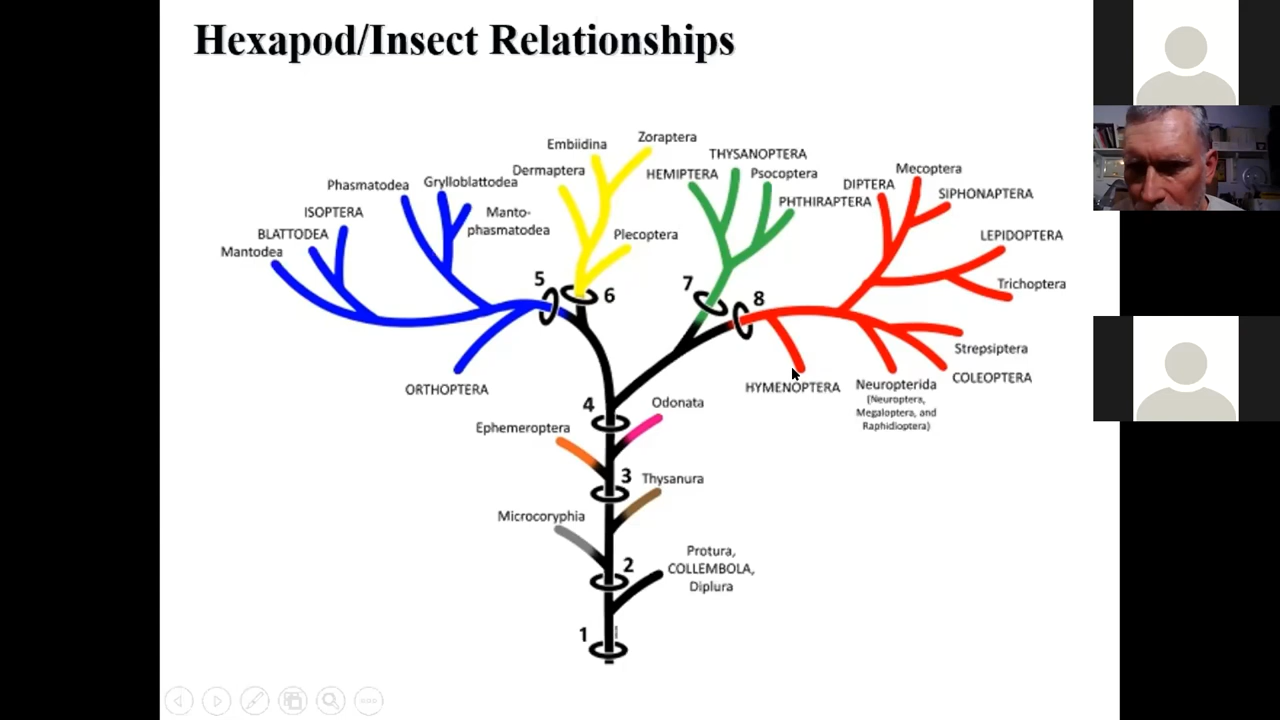 Hexapod/Insect Relationships
Embiidina
Zoraptera
Dermaptera
THYSANOPTERA
HEMIPTERA
Psocoptera
Mecoptera
Phasmatodea
Grylloblattodea
DIPTERA
SIPHONAPTERA
PHTHIRAPTERA
ISOPTERA
Manto-
phasmatodea
BLATTODEA
Plecoptera
LEPIDOPTERA
Mantodea
5
6
7
8
Trichoptera
Strepsiptera
ORTHOPTERA
HYMENOPTERA
Neuropterida
(Neuroptera,
Megaloptera, and
Raphidioptera)
COLEOPTERA
4
Odonata
Ephemeroptera
3
Thysanura
Microcoryphia
2
Protura,
COLLEMBOLA,
Diplura
1